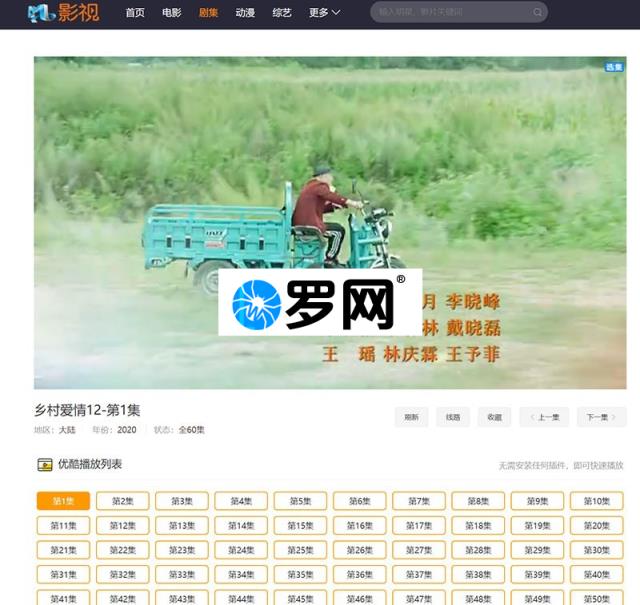 影视 首页 电影 剧集 动漫 综艺 更多 输入明星、影片关键词
选集
罗网®
月 李晓峰
林 戴晓磊
王 瑶 林庆霖 王予菲
乡村爱情12-第1集
刷新 线路 收藏 上一集 下一集
地区：大陆 年份：2020 状态：全60集
优酷播放列表 无需安装任何插件，即可快速播放
第1集 第2集 第3集 第4集 第5集 第6集 第7集 第8集 第9集 第10集
第11集 第12集 第13集 第14集 第15集 第16集 第17集 第18集 第19集 第20集
第21集 第22集 第23集 第24集 第25集 第26集 第27集 第28集 第29集 第30集
第31集 第32集 第33集 第34集 第35集 第36集 第37集 第38集 第39集 第40集
第41集 第42集 第43集 第44集 第45集 第46集 第47集 第48集 第49集 第50集